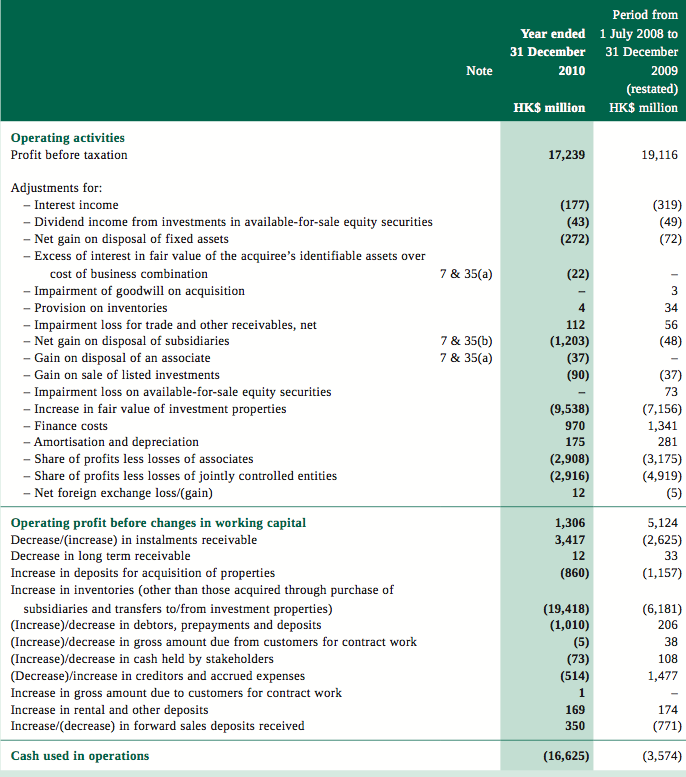 Period from
Year ended 1 July 2008 to
31 December 31 December
Note 2010 2009
(restated)
HK$ million HK$ million
Operating activities
Profit before taxation 17,239 19,116
Adjustments for:
– Interest income (177) (319)
– Dividend income from investments in available-for-sale equity securities (43) (49)
– Net gain on disposal of fixed assets (272) (72)
– Excess of interest in fair value of the acquiree’s identifiable assets over
cost of business combination 7 & 35(a) (22) –
– Impairment of goodwill on acquisition – 3
– Provision on inventories 4 34
– Impairment loss for trade and other receivables, net 112 56
– Net gain on disposal of subsidiaries 7 & 35(b) (1,203) (48)
– Gain on disposal of an associate 7 & 35(a) (37) –
– Gain on sale of listed investments (90) (37)
– Impairment loss on available-for-sale equity securities – 73
– Increase in fair value of investment properties (9,538) (7,156)
– Finance costs 970 1,341
– Amortisation and depreciation 175 281
– Share of profits less losses of associates (2,908) (3,175)
– Share of profits less losses of jointly controlled entities (2,916) (4,919)
– Net foreign exchange loss/(gain) 12 (5)
Operating profit before changes in working capital 1,306 5,124
Decrease/(increase) in instalments receivable 3,417 (2,625)
Decrease in long term receivable 12 33
Increase in deposits for acquisition of properties (860) (1,157)
Increase in inventories (other than those acquired through purchase of
subsidiaries and transfers to/from investment properties) (19,418) (6,181)
(Increase)/decrease in debtors, prepayments and deposits (1,010) 206
(Increase)/decrease in gross amount due from customers for contract work (5) 38
(Increase)/decrease in cash held by stakeholders (73) 108
(Decrease)/increase in creditors and accrued expenses (514) 1,477
Increase in gross amount due to customers for contract work 1 –
Increase in rental and other deposits 169 174
Increase/(decrease) in forward sales deposits received 350 (771)
Cash used in operations (16,625) (3,574)